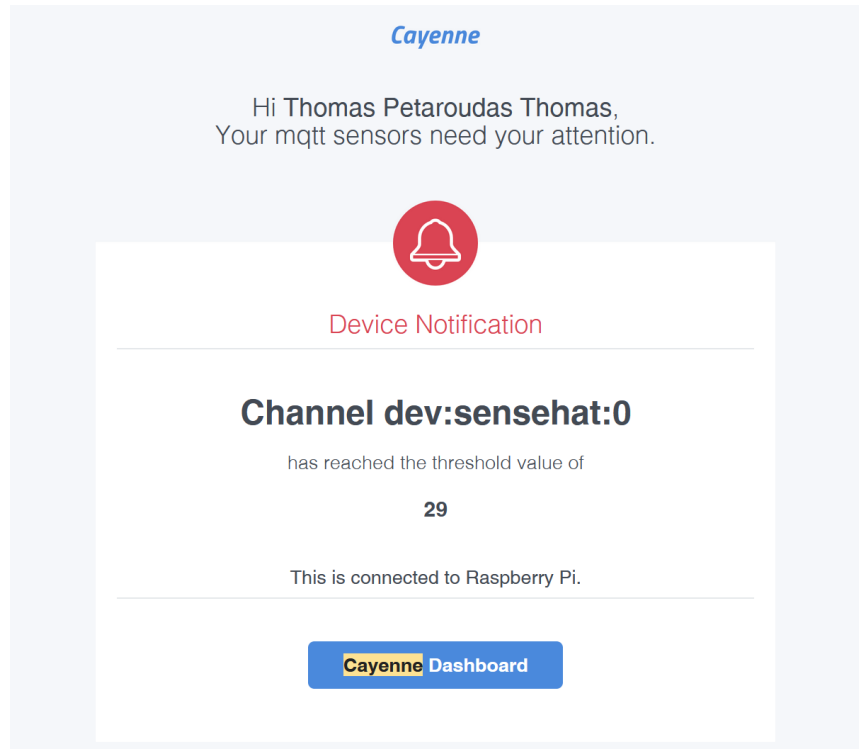 Cayenne
Hi Thomas Petaroudas Thomas,
Your mqtt sensors need your attention.
Device Notification
Channel dev:sensehat:0
has reached the threshold value of
29
This is connected to Raspberry Pi.
Cayenne Dashboard